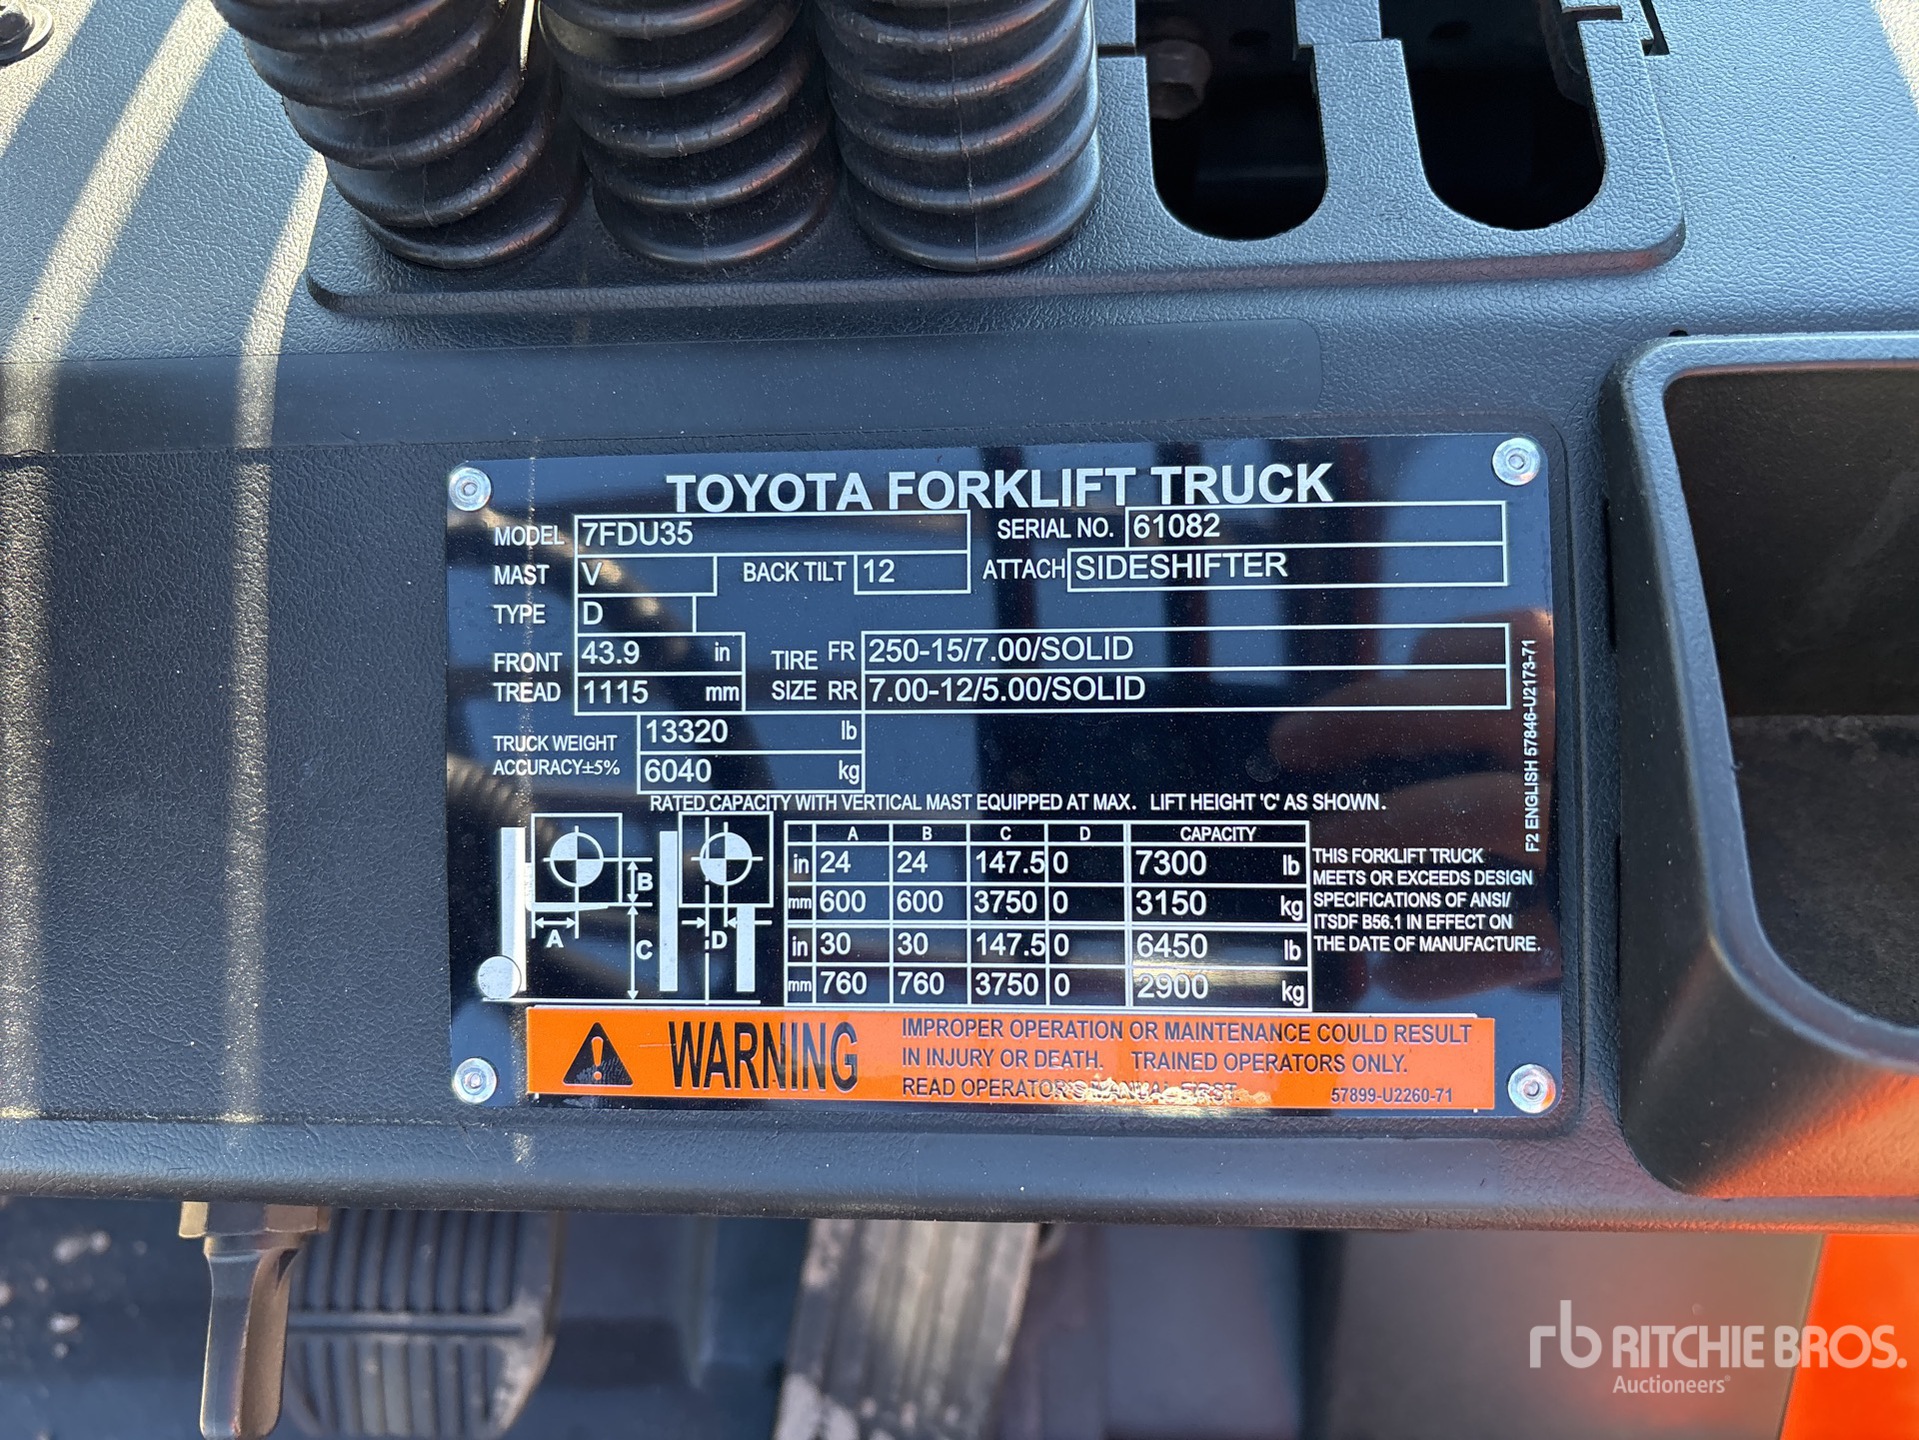 TOYOTA FORKLIFT TRUCK
MODEL 7FDU35 SERIAL NO. 61082
MAST V BACK TILT 12 ATTACH SIDESHIFTER
TYPE D
FRONT TREAD 43.9 in TIRE SIZE FR 250-15/7.00/SOLID
1115 mm RR 7.00-12/5.00/SOLID
TRUCK WEIGHT 13320 lb
ACCURACY±5% 6040 kg
RATED CAPACITY WITH VERTICAL MAST EQUIPPED AT MAX. LIFT HEIGHT 'C' AS SHOWN.
A B C D CAPACITY
in 24 24 147.5 0 7300 lb
mm 600 600 3750 0 3150 kg
in 30 30 147.5 0 6450 lb
mm 760 760 3750 0 2900 kg
A B C D
THIS FORKLIFT TRUCK
MEETS OR EXCEEDS DESIGN
SPECIFICATIONS OF ANSI/
ITSDF B56.1 IN EFFECT ON
THE DATE OF MANUFACTURE.
F2 ENGLISH 57846-U2173-71
WARNING
IMPROPER OPERATION OR MAINTENANCE COULD RESULT
IN INJURY OR DEATH. TRAINED OPERATORS ONLY.
READ OPERATOR'S MANUAL FIRST.
57899-U2260-71
rb RITCHIE BROS.
Auctioneers®